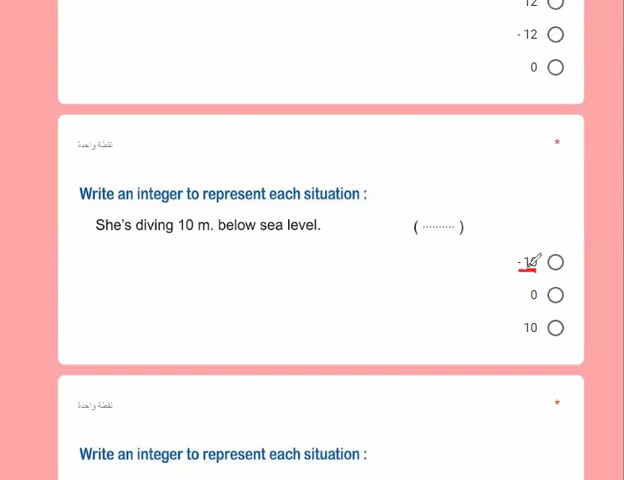 12
- 12
0
نقطة واحدة
*
Write an integer to represent each situation :
She's diving 10 m. below sea level. ( .......... )
- 10
0
10
نقطة واحدة
*
Write an integer to represent each situation :